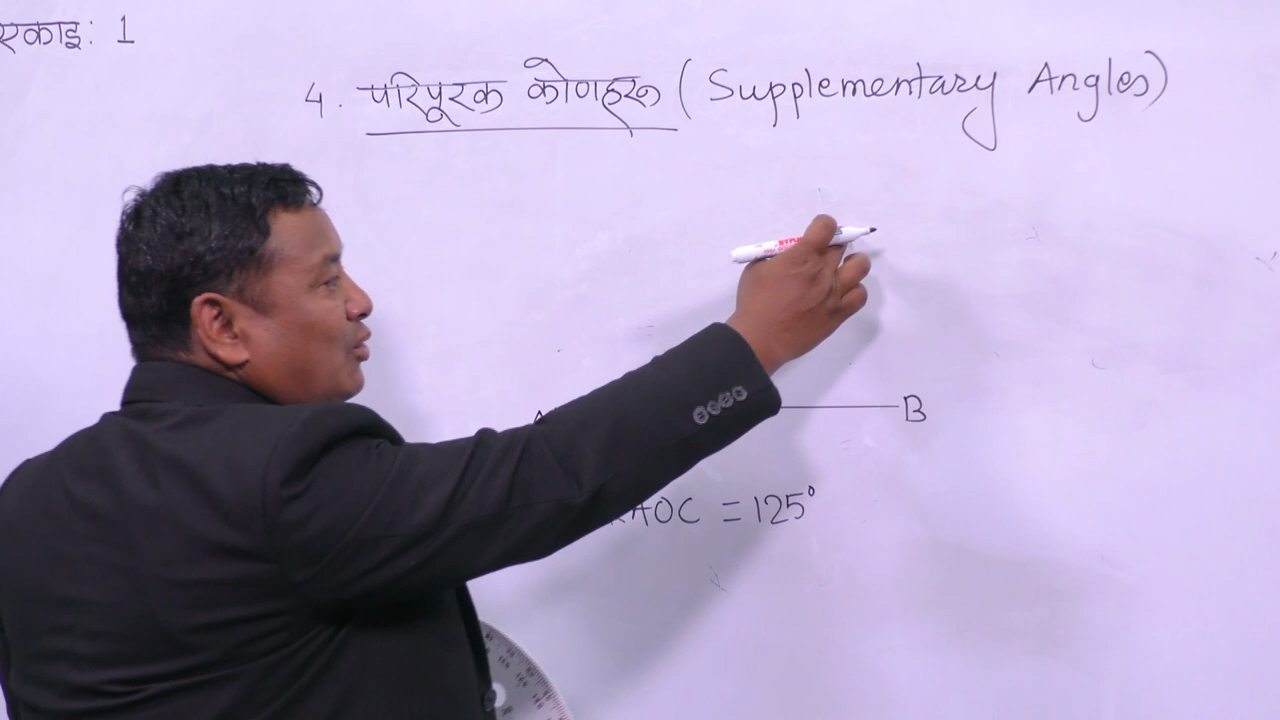 एकाइ: 1
4. परिपूरक कोणहरू (Supplementary Angles)
B
AOC = 125°